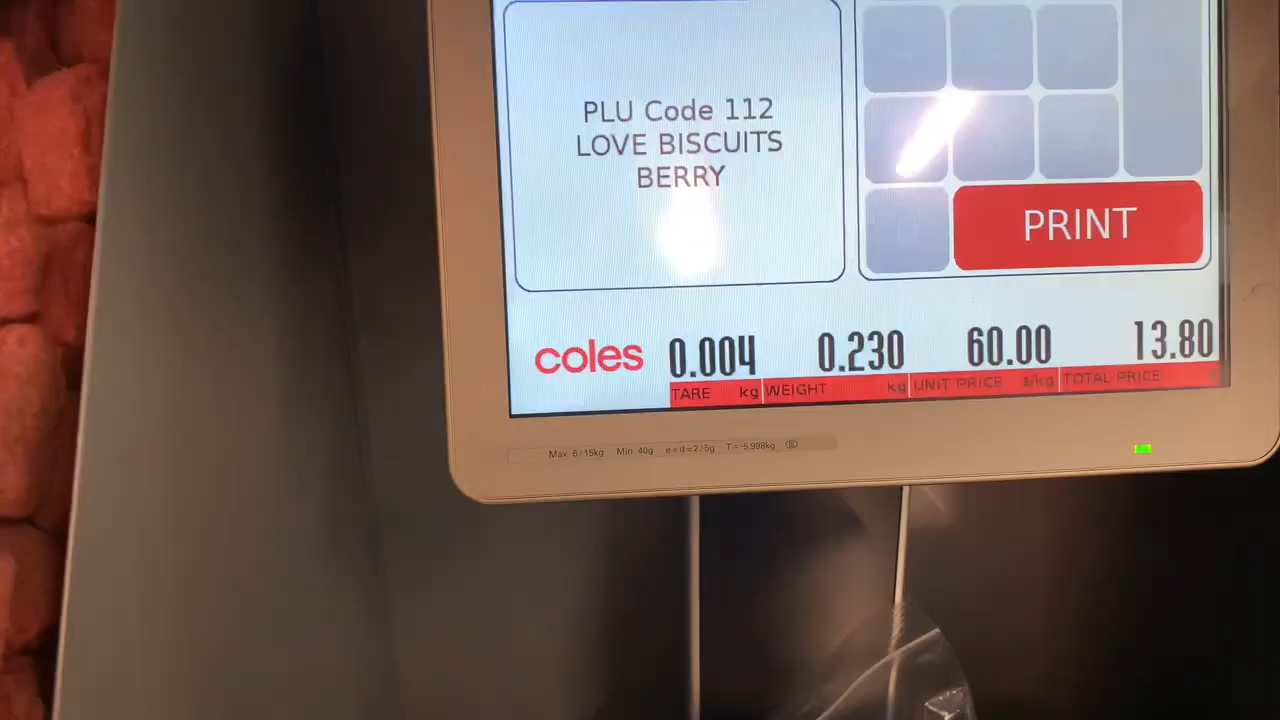 PLU Code 112
LOVE BISCUITS
BERRY
PRINT
coles 0.004 0.230 60.00 13.80
TARE kg WEIGHT kg UNIT PRICE $/kg TOTAL PRICE $
Max 6/15kg Min 40g e=d=2/5g T=-5.998kg